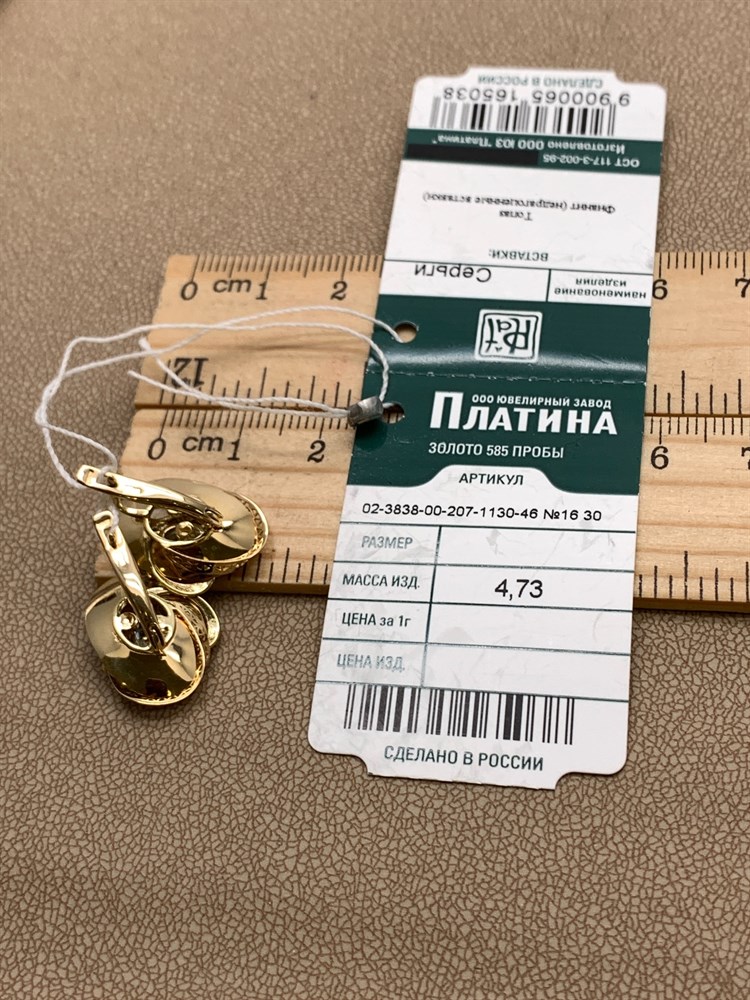 СДЕЛАНО В РОССИИ
9 900065 165038
Изготовлено ООО ЮЗ "Платина"
ОСТ 117-3-002-95
Фианит (недрагоценные вставки)
Топаз
ВСТАВКИ:
наименование
изделия
Серьги
Plat
0 cm 1 2 6 7
12
ООО ЮВЕЛИРНЫЙ ЗАВОД
ПЛАТИНА
ЗОЛОТО 585 ПРОБЫ
0 cm 1 2 6 7
АРТИКУЛ
02-3838-00-207-1130-46 №16 30
РАЗМЕР
МАССА ИЗД. 4,73
ЦЕНА за 1г
ЦЕНА ИЗД.
СДЕЛАНО В РОССИИ